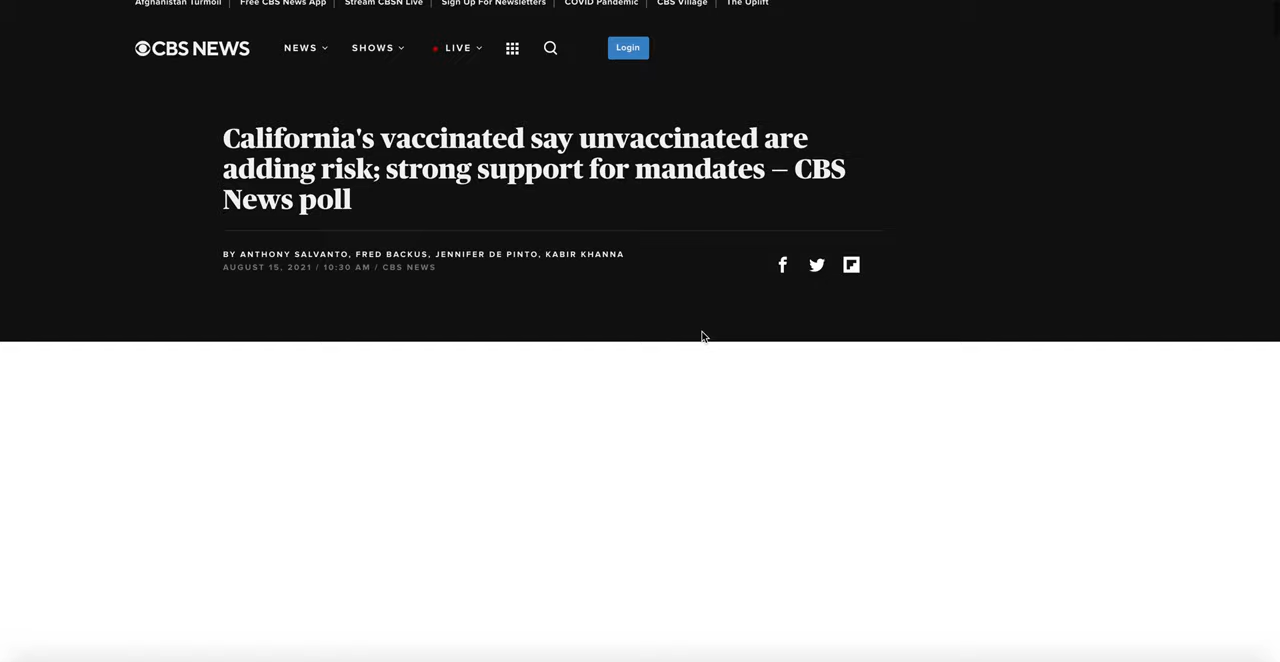 Afghanistan Turmoil | Free CBS News App | Stream CBSN Live | Sign Up For Newsletters | COVID Pandemic | CBS Village | The Uplift
CBS NEWS NEWS SHOWS LIVE Login
California's vaccinated say unvaccinated are
adding risk; strong support for mandates – CBS
News poll
BY ANTHONY SALVANTO, FRED BACKUS, JENNIFER DE PINTO, KABIR KHANNA
AUGUST 15, 2021 / 10:30 AM / CBS NEWS